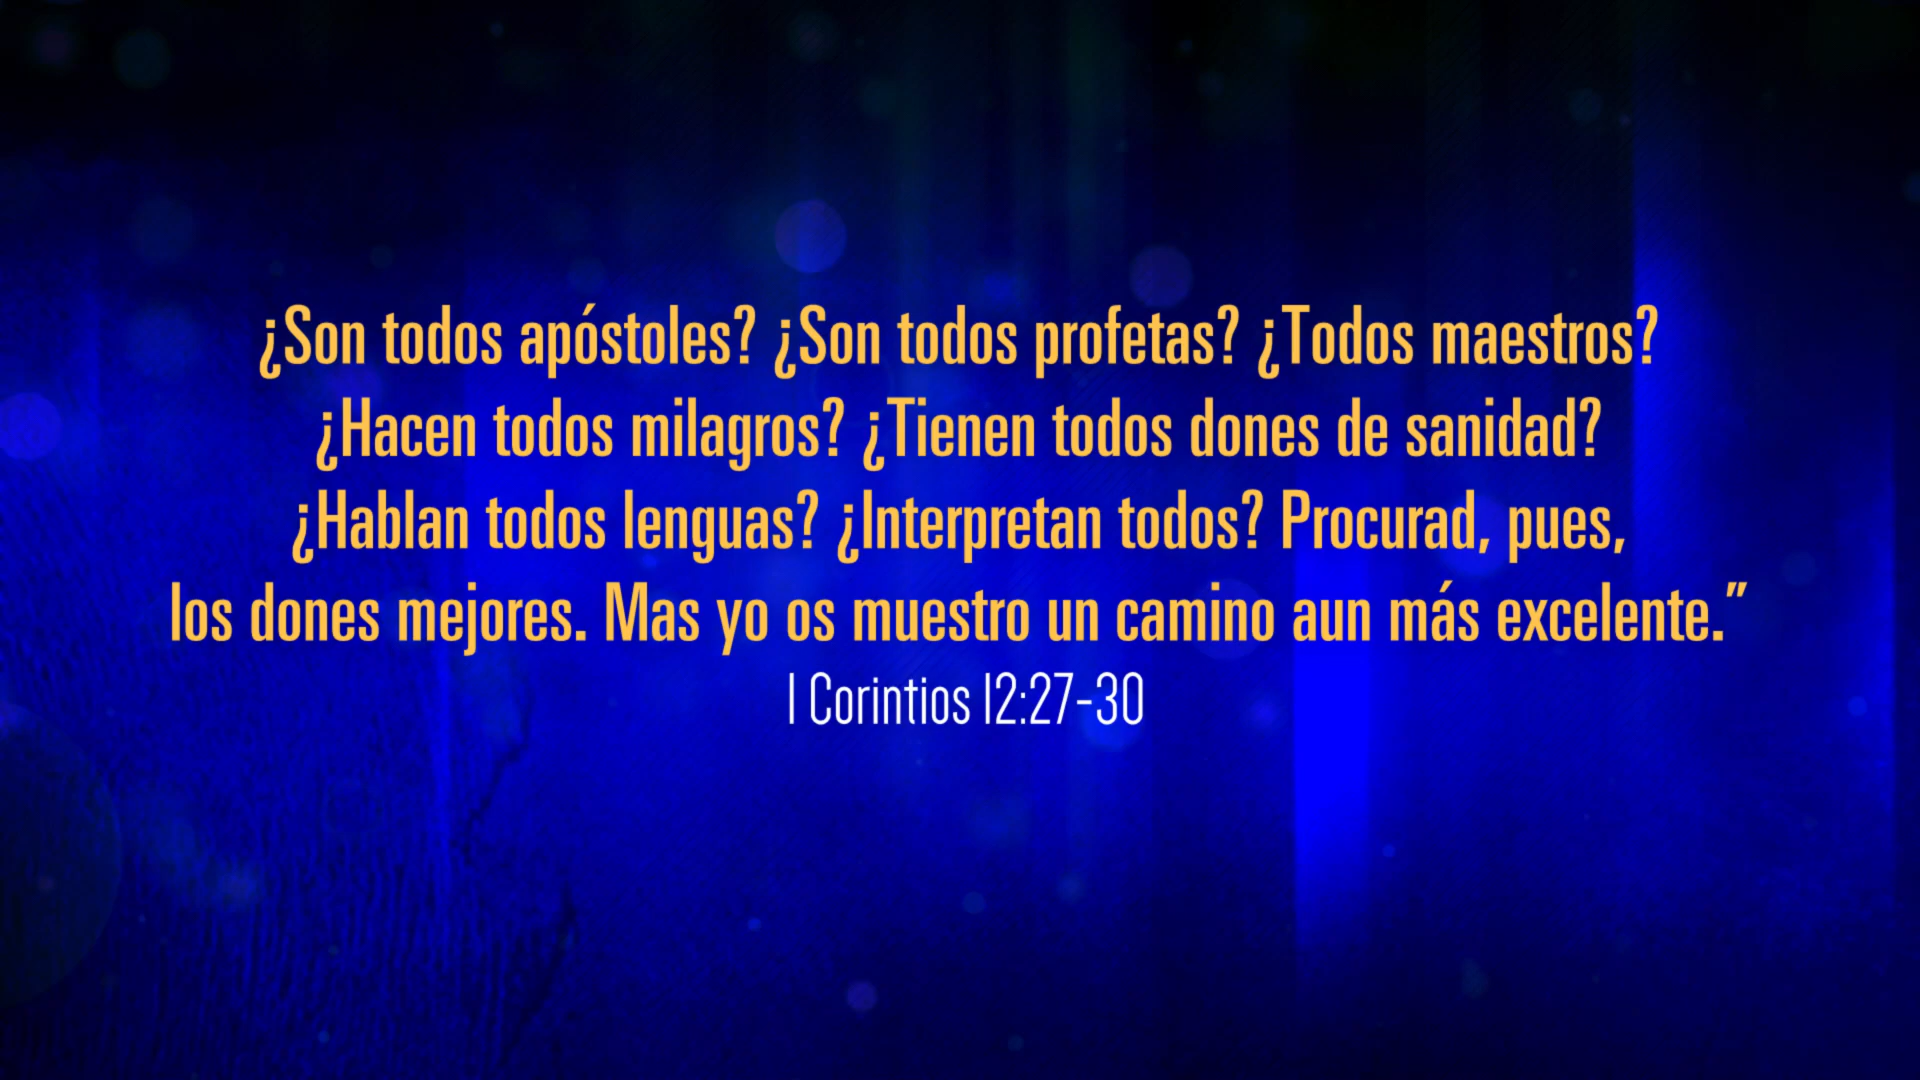 ¿Son todos apóstoles? ¿Son todos profetas? ¿Todos maestros?
¿Hacen todos milagros? ¿Tienen todos dones de sanidad?
¿Hablan todos lenguas? ¿Interpretan todos? Procurad, pues,
los dones mejores. Mas yo os muestro un camino aun más excelente.”
1 Corintios 12:27-30